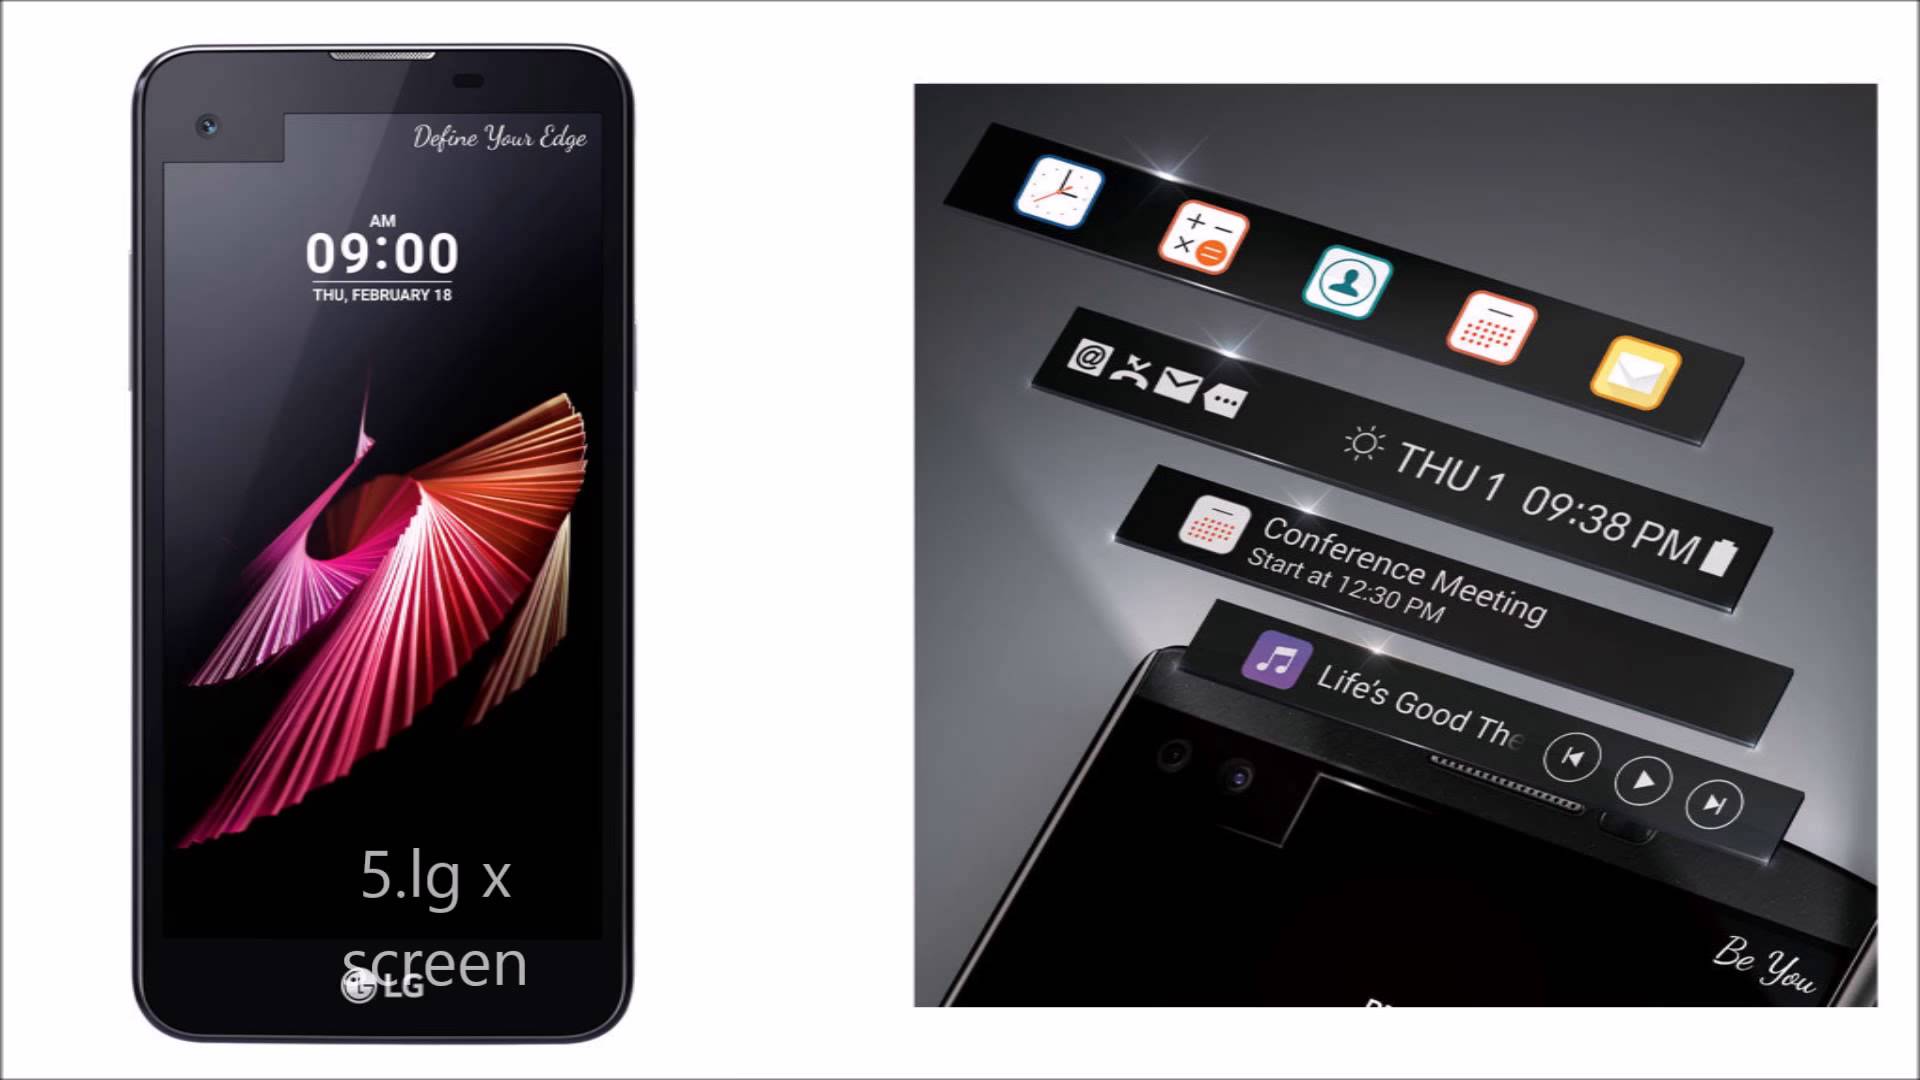 Define Your Edge
AM
09:00
THU, FEBRUARY 18
5.lg x
screen
LG
THU 1 09:38 PM
Conference Meeting
Start at 12:30 PM
Life's Good The
Be You